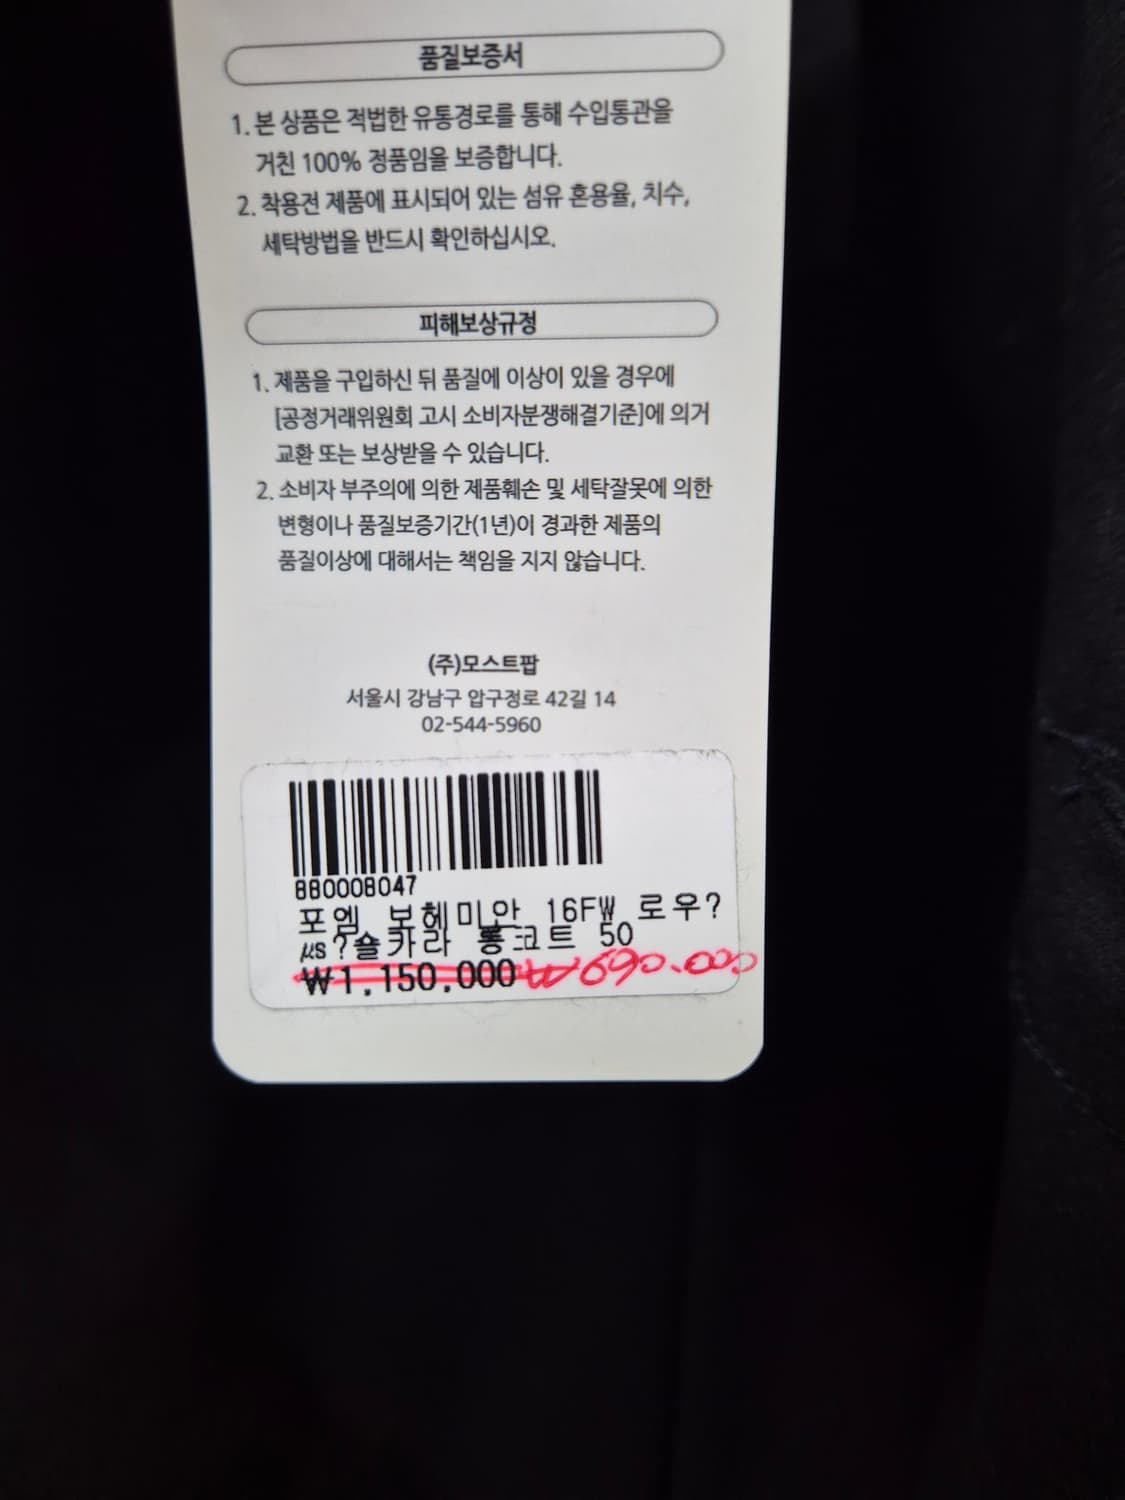 품질보증서
1. 본 상품은 적법한 유통경로를 통해 수입통관을
거친 100% 정품임을 보증합니다.
2. 착용전 제품에 표시되어 있는 섬유 혼용율, 치수,
세탁방법을 반드시 확인하십시오.
피해보상규정
1. 제품을 구입하신 뒤 품질에 이상이 있을 경우에
[공정거래위원회 고시 소비자분쟁해결기준]에 의거
교환 또는 보상받을 수 있습니다.
2. 소비자 부주의에 의한 제품훼손 및 세탁잘못에 의한
변형이나 품질보증기간(1년)이 경과한 제품의
품질이상에 대해서는 책임을 지지 않습니다.
(주)모스트팝
서울시 강남구 압구정로 42길 14
02-544-5960
880008047
포엠 보헤미안 16FW 로우?
㎲?숄카라 롱코트 50
₩1.150.000 ₩690.000